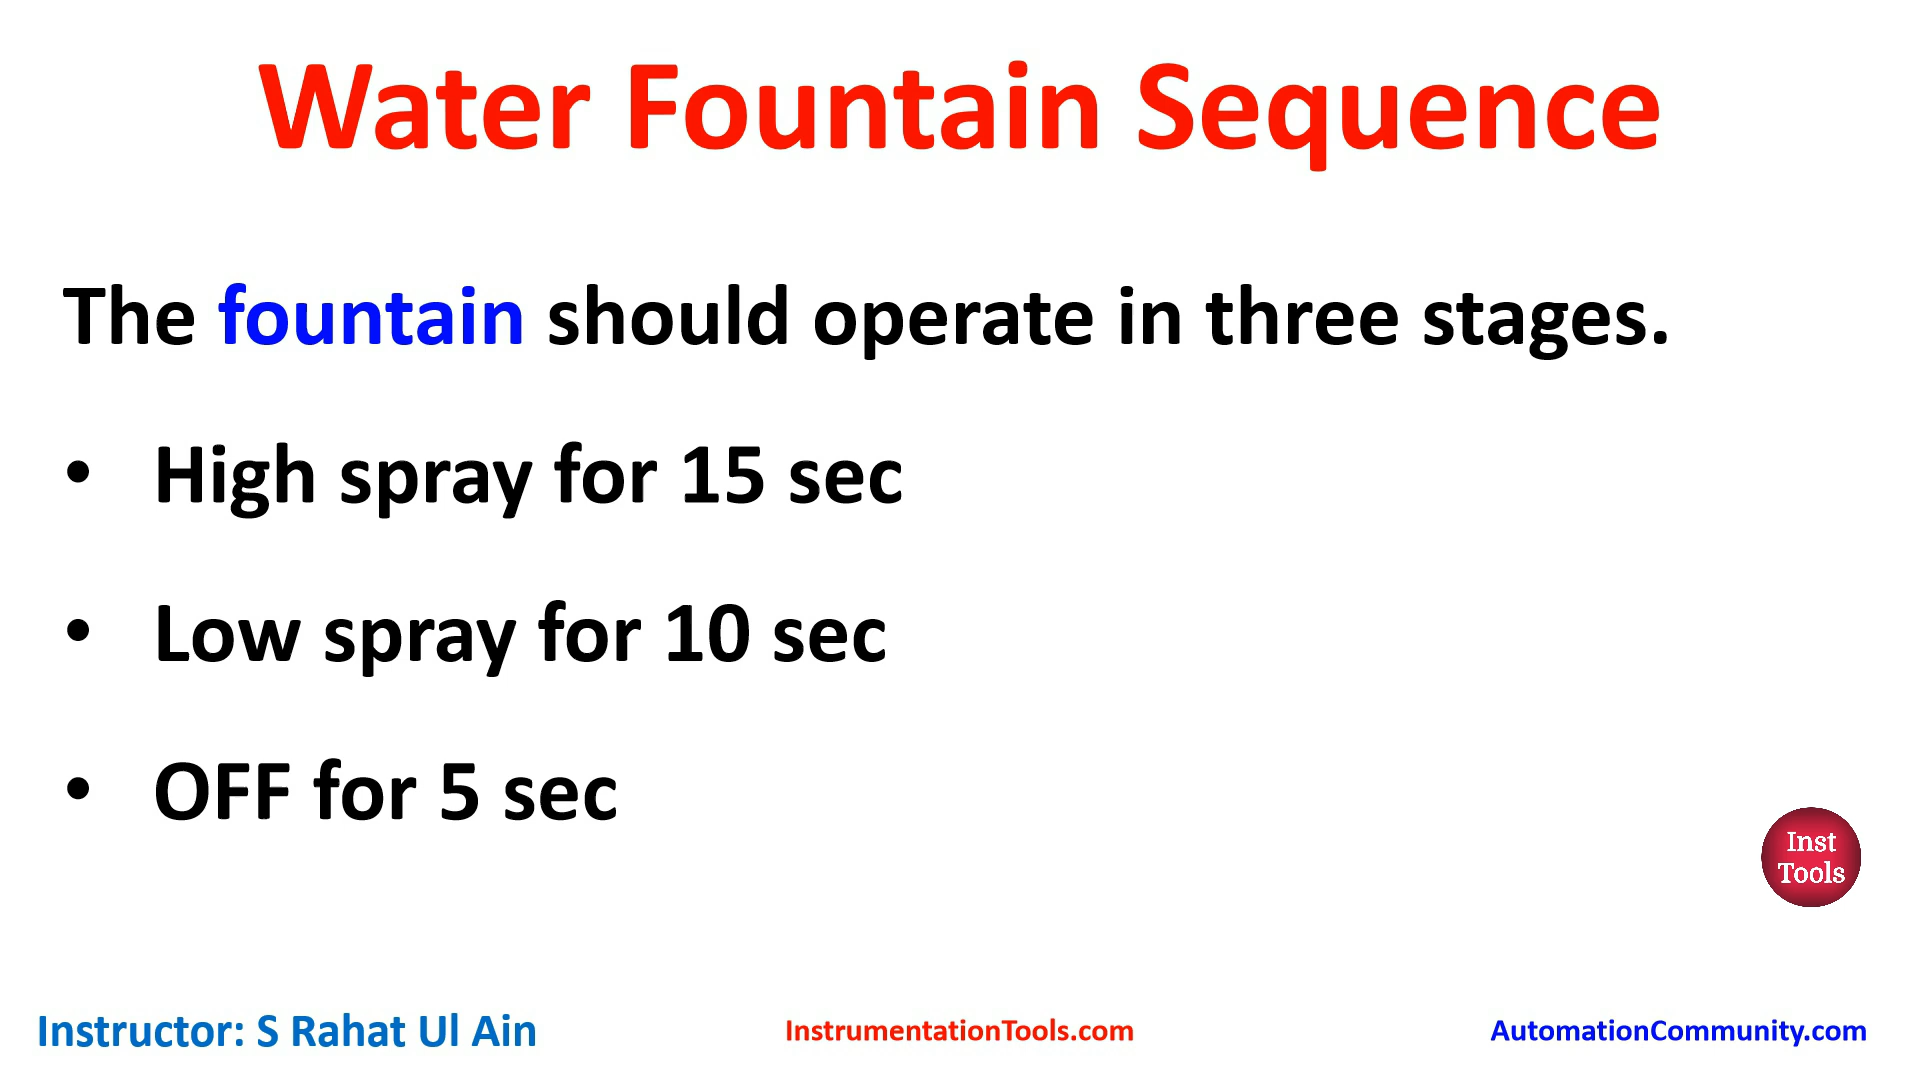 Water Fountain Sequence
The fountain should operate in three stages.
• High spray for 15 sec
• Low spray for 10 sec
• OFF for 5 sec
Inst
Tools
Instructor: S Rahat Ul Ain
InstrumentationTools.com
AutomationCommunity.com